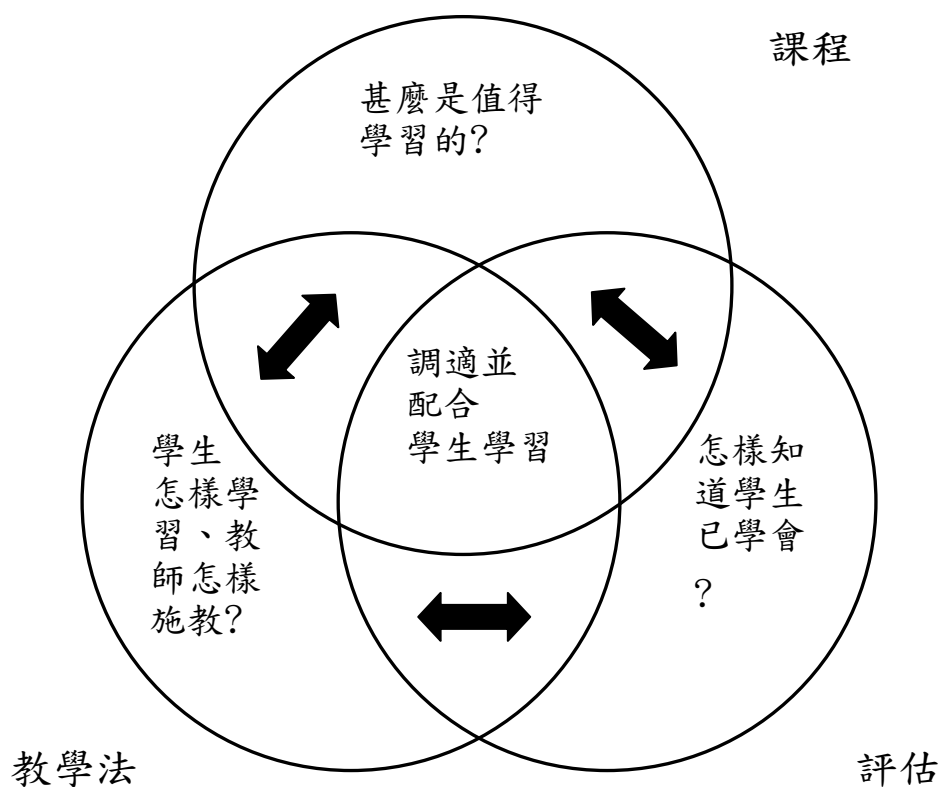 課程
甚麼是值得
學習的?
調適並
配合
學生學習
學生
怎樣學
習、教
師怎樣
施教?
怎樣知
道學生
已學會
?
教學法
評估